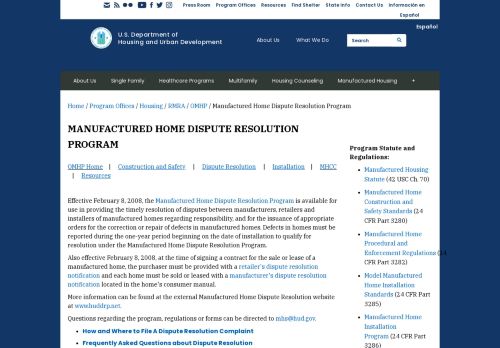 Press Room Program Offices Resources Find Shelter State Info Contact Us Información en Español
Español
U.S. Department of
Housing and Urban Development
About Us What We Do
Search
About Us Single Family Healthcare Programs Multifamily Housing Counseling Manufactured Housing +
Home / Program Offices / Housing / RMRA / OMHP / Manufactured Home Dispute Resolution Program
MANUFACTURED HOME DISPUTE RESOLUTION
PROGRAM
OMHP Home | Construction and Safety | Dispute Resolution | Installation | MHCC
| Resources
Effective February 8, 2008, the Manufactured Home Dispute Resolution Program is available for
use in providing the timely resolution of disputes between manufacturers, retailers and
installers of manufactured homes regarding responsibility, and for the issuance of appropriate
orders for the correction or repair of defects in manufactured homes. Defects in homes must be
reported during the one-year period beginning on the date of installation to qualify for
resolution under the Manufactured Home Dispute Resolution Program.
Also effective February 8, 2008, at the time of signing a contract for the sale or lease of a
manufactured home, the purchaser must be provided with a retailer's dispute resolution
notification and each home must be sold or leased with a manufacturer's dispute resolution
notification located in the home's consumer manual.
More information can be found at the external Manufactured Home Dispute Resolution website
at www.huddrp.net.
Questions regarding the program, regulations or forms can be directed to mhs@hud.gov.
• How and Where to File A Dispute Resolution Complaint
• Frequently Asked Questions about Dispute Resolution
Program Statute and
Regulations:
• Manufactured Housing
Statute (42 USC Ch. 70)
• Manufactured Home
Construction and
Safety Standards (24
CFR Part 3280)
• Manufactured Home
Procedural and
Enforcement Regulations (24
CFR Part 3282)
• Model Manufactured
Home Installation
Standards (24 CFR Part
3285)
• Manufactured Home
Installation
Program (24 CFR Part
3286)